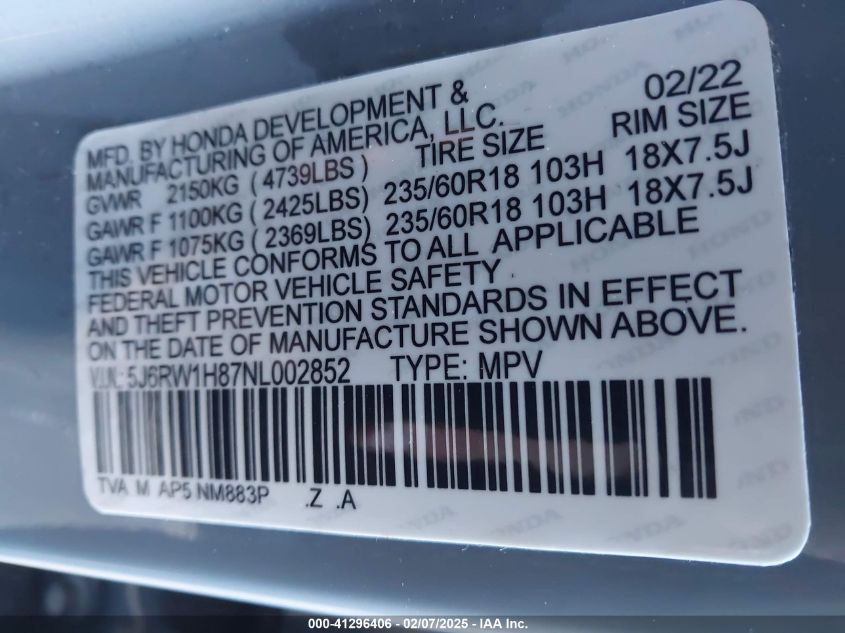 MFD. BY HONDA DEVELOPMENT & 02/22
MANUFACTURING OF AMERICA, LLC.
GVWR 2150KG ( 4739LBS ) TIRE SIZE RIM SIZE
GAWR F 1100KG ( 2425LBS) 235/60R18 103H 18X7.5J
GAWR F 1075KG ( 2369LBS) 235/60R18 103H 18X7.5J
THIS VEHICLE CONFORMS TO ALL APPLICABLE
FEDERAL MOTOR VEHICLE SAFETY
AND THEFT PREVENTION STANDARDS IN EFFECT
ON THE DATE OF MANUFACTURE SHOWN ABOVE.
V.I.N.: 5J6RW1H87NL002852 TYPE: MPV
TVA M AP5 NM883P .Z .A
000-41296406 - 02/07/2025 - IAA Inc.